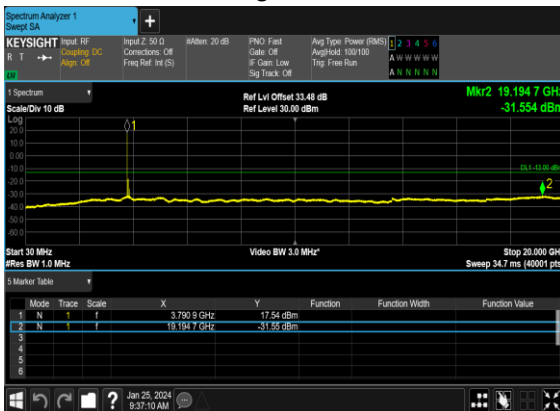 Spectrum Analyzer 1
Swept SA
KEYSIGHT
R T
LV
Input: RF
Coupling: DC
Align: Off
Input Z: 50 Ω
Corrections: Off
Freq Ref: Int (S)
#Atten: 20 dB
PNO: Fast
Gate: Off
IF Gain: Low
Sig Track: Off
Avg Type: Power (RMS)
Avg|Hold: 100/100
Trig: Free Run
1 2 3 4 5 6
A W W W W W
A N N N N N
1 Spectrum
Scale/Div 10 dB
Ref Lvl Offset 33.48 dB
Ref Level 30.00 dBm
Mkr2 19.194 7 GHz
-31.554 dBm
Log
20.0
10.0
0.00
-10.0
-20.0
-30.0
-40.0
-50.0
-60.0
1
DL1 -13.00 dBm
2
Start 30 MHz
#Res BW 1.0 MHz
Video BW 3.0 MHz*
Stop 20.000 GHz
Sweep 34.7 ms (40001 pts
5 Marker Table
Mode Trace Scale X Y Function Function Width Function Value
1 N 1 f 3.790 9 GHz 17.54 dBm
2 N 1 f 19.194 7 GHz -31.55 dBm
3
4
5
6
? Jan 25, 2024
9:37:10 AM